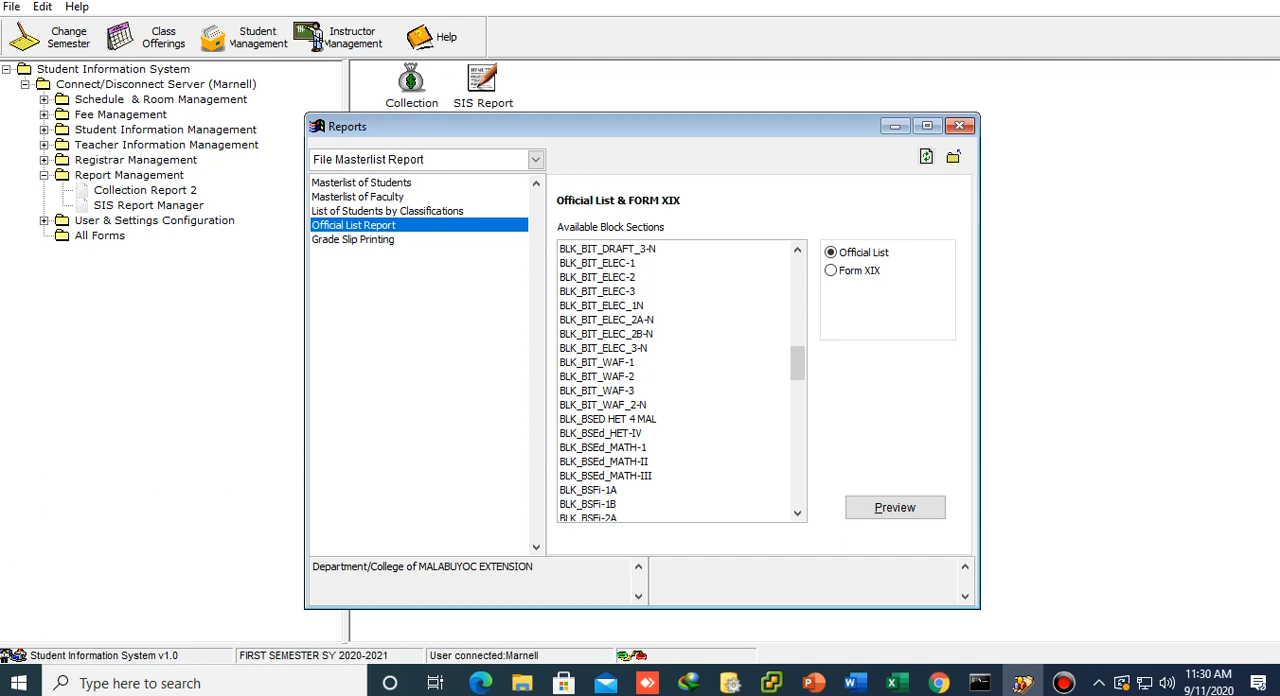 File Edit Help
Change Semester
Class Offerings
Student Management
Instructor Management
Help
Student Information System
Connect/Disconnect Server (Marnell)
Schedule & Room Management
Fee Management
Student Information Management
Teacher Information Management
Registrar Management
Report Management
Collection Report 2
SIS Report Manager
User & Settings Configuration
All Forms
Collection
SIS Report
Reports
File Masterlist Report
Masterlist of Students
Masterlist of Faculty
List of Students by Classifications
Official List Report
Grade Slip Printing
Official List & FORM XIX
Available Block Sections
BLK_BIT_DRAFT_3-N
BLK_BIT_ELEC-1
BLK_BIT_ELEC-2
BLK_BIT_ELEC-3
BLK_BIT_ELEC_1N
BLK_BIT_ELEC_2A-N
BLK_BIT_ELEC_2B-N
BLK_BIT_ELEC_3-N
BLK_BIT_WAF-1
BLK_BIT_WAF-2
BLK_BIT_WAF-3
BLK_BIT_WAF_2-N
BLK_BSED HET 4 MAL
BLK_BSEd_HET-IV
BLK_BSEd_MATH-1
BLK_BSEd_MATH-II
BLK_BSEd_MATH-III
BLK_BSFi-1A
BLK_BSFi-1B
BLK_BSFi-2A
Official List
Form XIX
Preview
Department/College of MALABUYOC EXTENSION
Student Information System v1.0
FIRST SEMESTER SY 2020-2021
User connected:Marnell
Type here to search
11:30 AM
9/11/2020